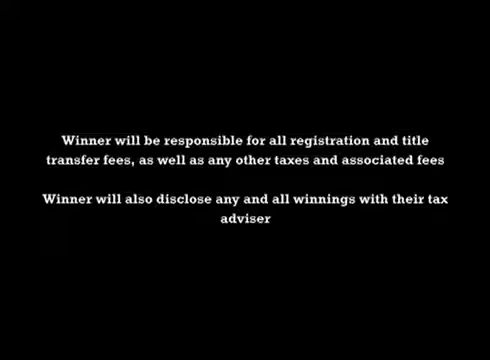 Winner will be responsible for all registration and title
transfer fees, as well as any other taxes and associated fees
Winner will also disclose any and all winnings with their tax
adviser